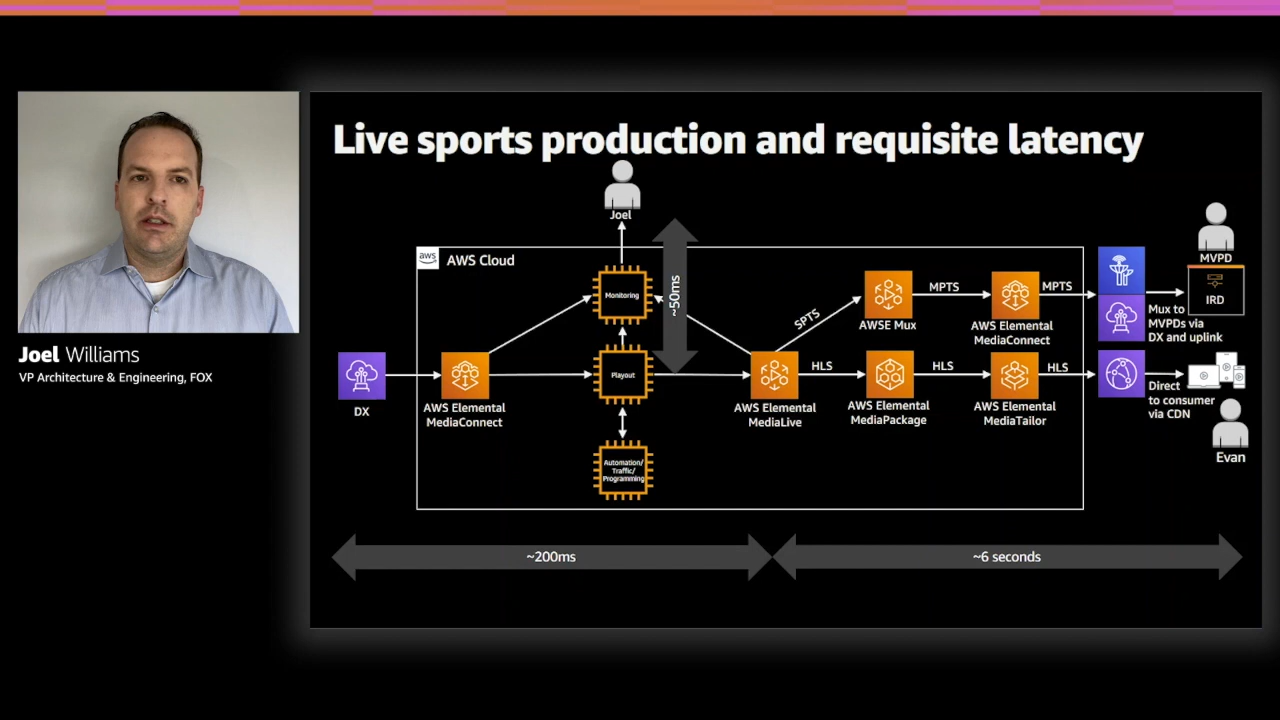 Live sports production and requisite latency
Joel
aws
AWS Cloud
Monitoring
~50ms
Playout
Automation/
Traffic/
Programming
DX
AWS Elemental
MediaConnect
AWS Elemental
MediaLive
SPTS
AWSE Mux
MPTS
AWS Elemental
MediaConnect
MPTS
HLS
AWS Elemental
MediaPackage
HLS
AWS Elemental
MediaTailor
HLS
MVPD
IRD
Mux to
MVPDs via
DX and uplink
Direct
to consumer
via CDN
Evan
~200ms
~6 seconds
Joel Williams
VP Architecture & Engineering, FOX